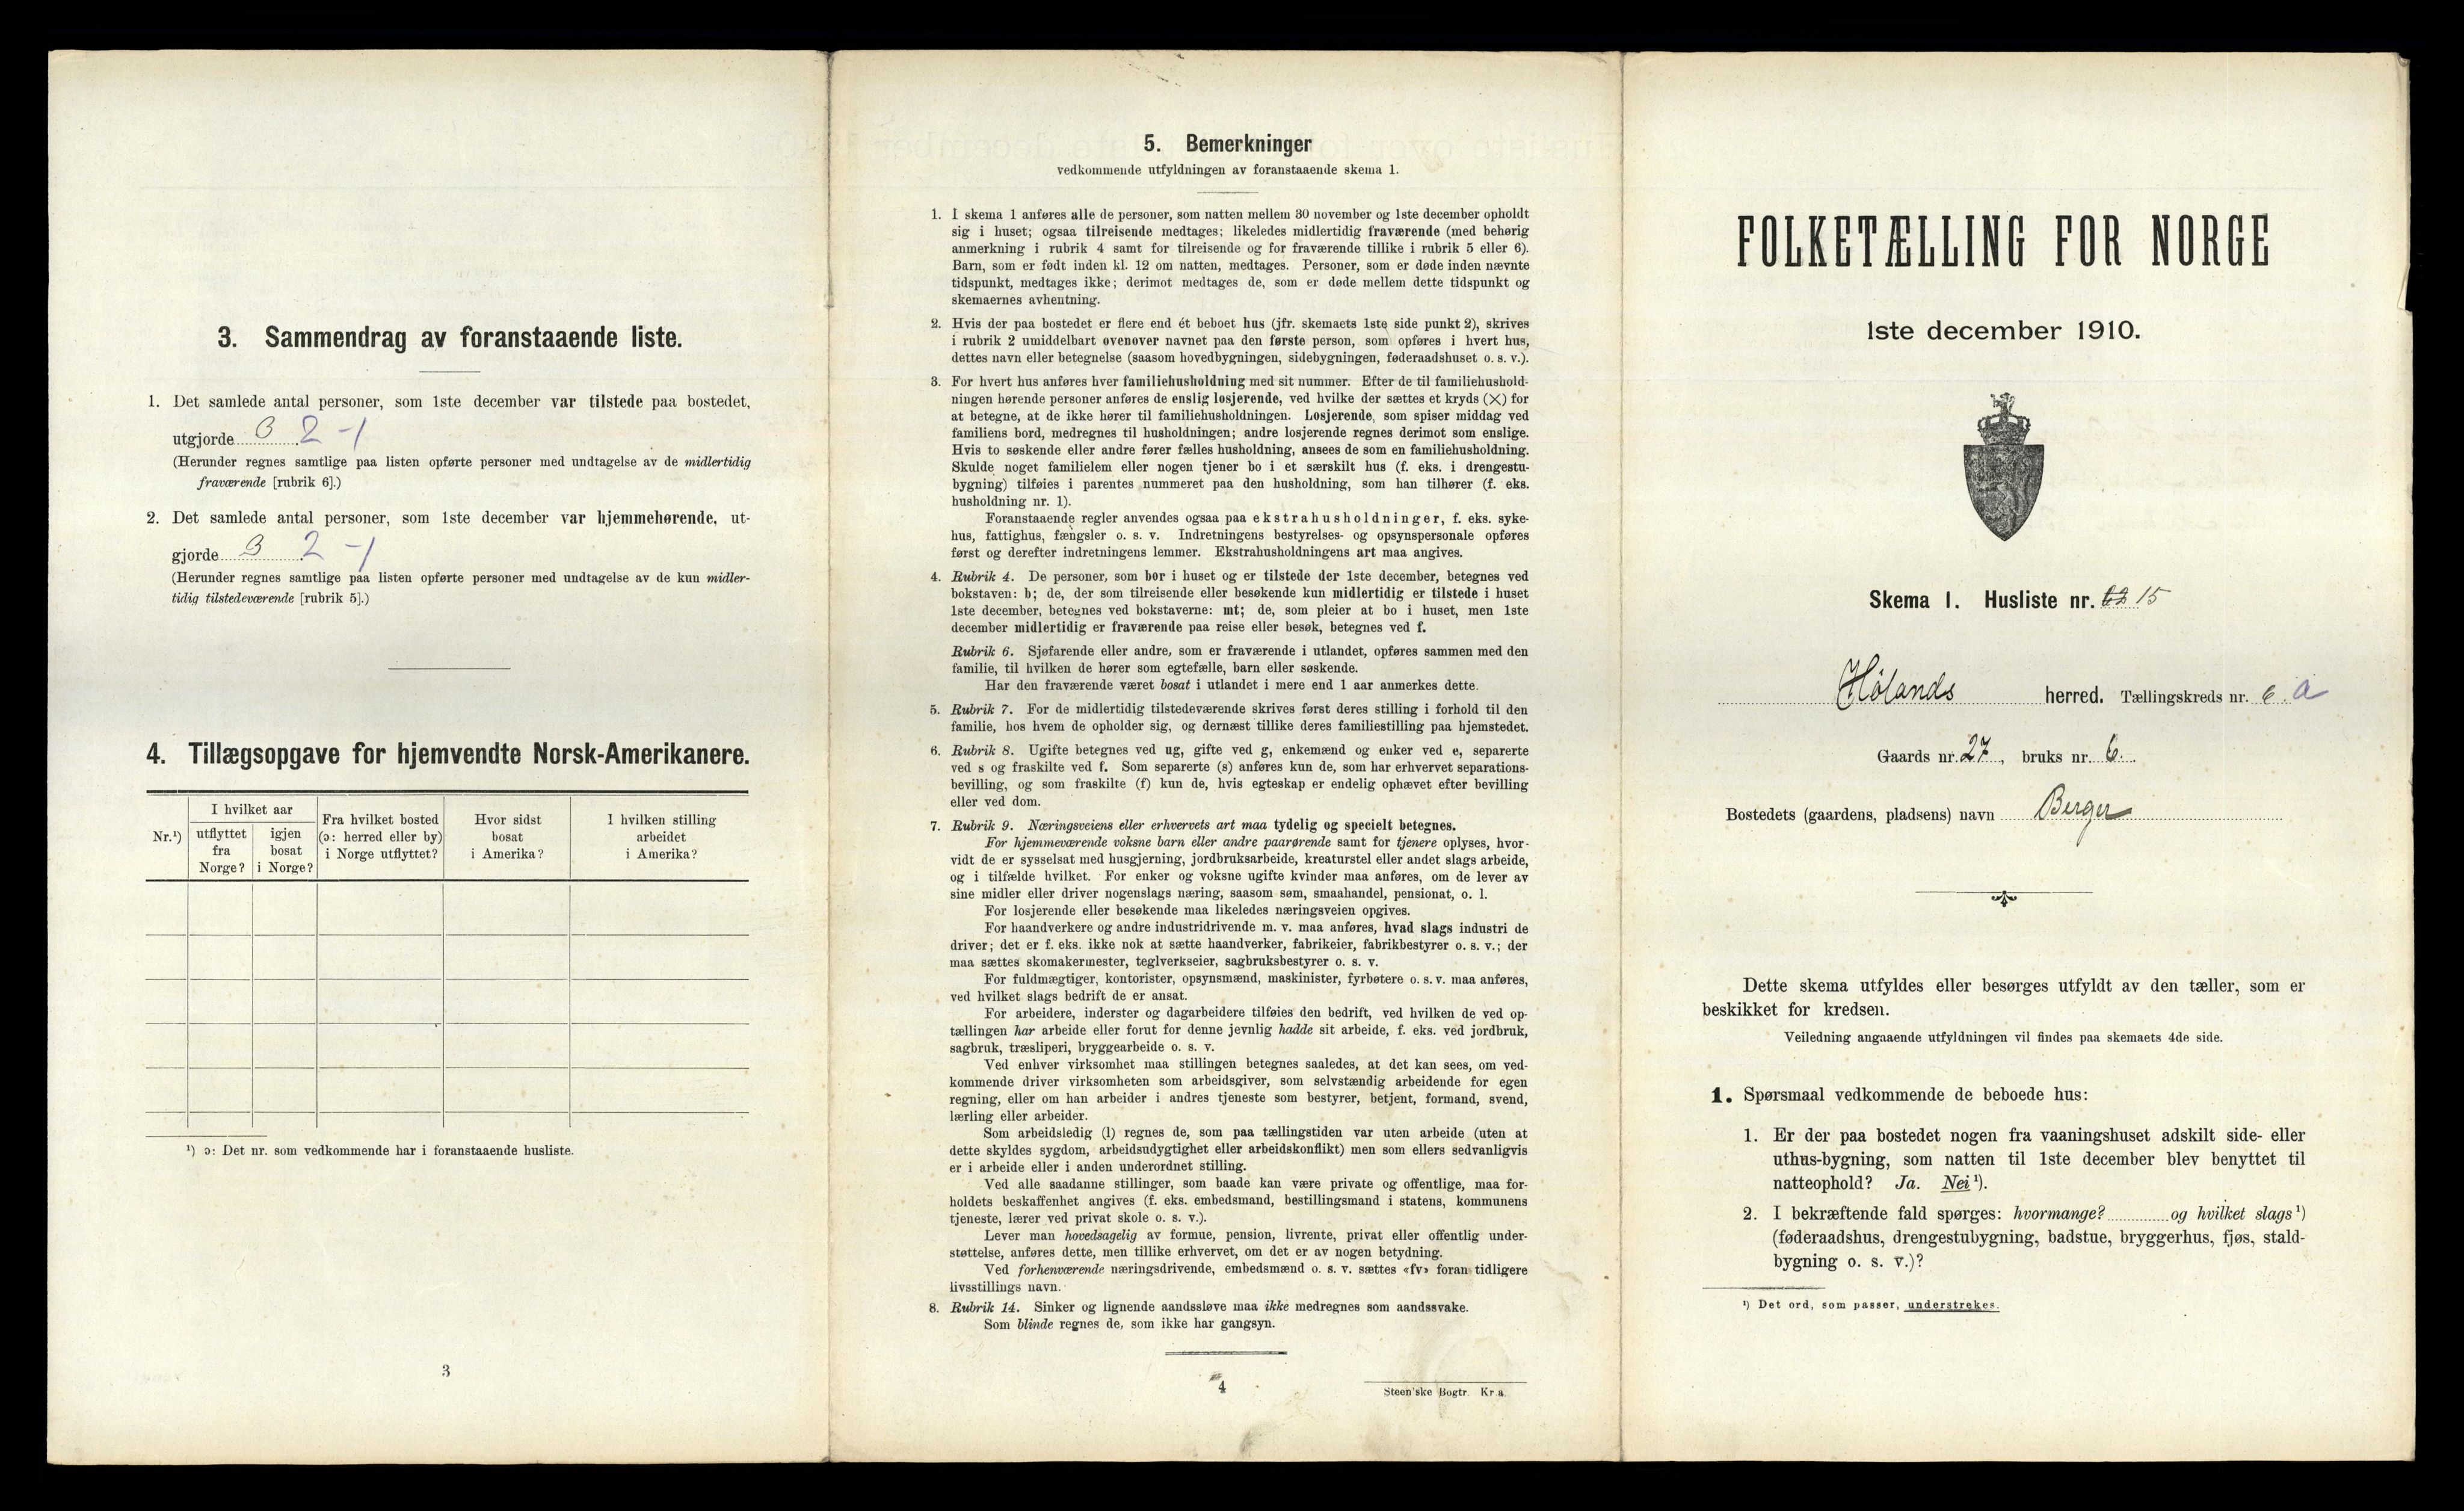 3. Sammendrag av foranstaaende liste.
1. Det samlede antal personer, som 1ste december var tilstede paa bostedet,
utgjorde 3 2 - 1
(Herunder regnes samtlige paa listen opførte personer med undtagelse av de midlertidig
fraværende [rubrik 6].)
2. Det samlede antal personer, som 1ste december var hjemmehørende, ut-
gjorde 3 2 - 1
(Herunder regnes samtlige paa listen opførte personer med undtagelse av de kun midler-
tidig tilstedeværende [rubrik 5].)
4. Tillægsopgave for hjemvendte Norsk-Amerikanere.
Nr.¹)
I hvilket aar
utflyttet
fra
Norge?
igjen
bosat
i Norge?
Fra hvilket bosted
(ɔ: herred eller by)
i Norge utflyttet?
Hvor sidst
bosat
i Amerika?
I hvilken stilling
arbeidet
i Amerika?
¹) ɔ: Det nr. som vedkommende har i foranstaaende husliste.
3
5. Bemerkninger
vedkommende utfyldningen av foranstaaende skema 1.
1. I skema 1 anføres alle de personer, som natten mellem 30 november og 1ste december opholdt
sig i huset; ogsaa tilreisende medtages; likeledes midlertidig fraværende (med behørig
anmerkning i rubrik 4 samt for tilreisende og for fraværende tillike i rubrik 5 eller 6).
Barn, som er født inden kl. 12 om natten, medtages. Personer, som er døde inden nævnte
tidspunkt, medtages ikke; derimot medtages de, som er døde mellem dette tidspunkt og
skemaernes avhentning.
2. Hvis der paa bostedet er flere end ét beboet hus (jfr. skemaets 1ste side punkt 2), skrives
i rubrik 2 umiddelbart ovenover navnet paa den første person, som opføres i hvert hus,
dettes navn eller betegnelse (saasom hovedbygningen, sidebygningen, føderaadshuset o. s. v.).
3. For hvert hus anføres hver familiehusholdning med sit nummer. Efter de til familiehushold-
ningen hørende personer anføres de enslig losjerende, ved hvilke der sættes et kryds (×) for
at betegne, at de ikke hører til familiehusholdningen. Losjerende, som spiser middag ved
familiens bord, medregnes til husholdningen; andre losjerende regnes derimot som enslige.
Hvis to søskende eller andre fører fælles husholdning, ansees de som en familiehusholdning.
Skulde noget familielem eller nogen tjener bo i et særskilt hus (f. eks. i drengestu-
bygning) tilføies i parentes nummeret paa den husholdning, som han tilhører (f. eks.
husholdning nr. 1).
Foranstaaende regler anvendes ogsaa paa ekstrahusholdninger, f. eks. syke-
hus, fattighus, fængsler o. s. v. Indretningens bestyrelses- og opsynspersonale opføres
først og derefter indretningens lemmer. Ekstrahusholdningens art maa angives.
4. Rubrik 4. De personer, som bor i huset og er tilstede der 1ste december, betegnes ved
bokstaven: b; de, der som tilreisende eller besøkende kun midlertidig er tilstede i huset
1ste december, betegnes ved bokstaverne: mt; de, som pleier at bo i huset, men 1ste
december midlertidig er fraværende paa reise eller besøk, betegnes ved f.
Rubrik 6. Sjøfarende eller andre, som er fraværende i utlandet, opføres sammen med den
familie, til hvilken de hører som egtefælle, barn eller søskende.
Har den fraværende været bosat i utlandet i mere end 1 aar anmerkes dette.
5. Rubrik 7. For de midlertidig tilstedeværende skrives først deres stilling i forhold til den
familie, hos hvem de opholder sig, og dernæst tillike deres familiestilling paa hjemstedet.
6. Rubrik 8. Ugifte betegnes ved ug, gifte ved g, enkemænd og enker ved e, separerte
ved s og fraskilte ved f. Som separerte (s) anføres kun de, som har erhvervet separations-
bevilling, og som fraskilte (f) kun de, hvis egteskap er endelig ophævet efter bevilling
eller ved dom.
7. Rubrik 9. Næringsveiens eller erhvervets art maa tydelig og specielt betegnes.
For hjemmeværende voksne barn eller andre paarørende samt for tjenere oplyses, hvor-
vidt de er sysselsat med husgjerning, jordbruksarbeide, kreaturstel eller andet slags arbeide,
og i tilfælde hvilket. For enker og voksne ugifte kvinder maa anføres, om de lever av
sine midler eller driver nogenslags næring, saasom søm, smaahandel, pensionat, o. l.
For losjerende eller besøkende maa likeledes næringsveien opgives.
For haandverkere og andre industridrivende m. v. maa anføres, hvad slags industri de
driver; det er f. eks. ikke nok at sætte haandverker, fabrikeier, fabrikbestyrer o. s. v.; der
maa sættes skomakermester, teglverkseier, sagbruksbestyrer o. s. v.
For fuldmægtiger, kontorister, opsynsmænd, maskinister, fyrbøtere o. s. v. maa anføres,
ved hvilket slags bedrift de er ansat.
For arbeidere, inderster og dagarbeidere tilføies den bedrift, ved hvilken de ved op-
tællingen har arbeide eller forut for denne jevnlig hadde sit arbeide, f. eks. ved jordbruk,
sagbruk, træsliperi, bryggearbeide o. s. v.
Ved enhver virksomhet maa stillingen betegnes saaledes, at det kan sees, om ved-
kommende driver virksomheten som arbeidsgiver, som selvstændig arbeidende for egen
regning, eller om han arbeider i andres tjeneste som bestyrer, betjent, formand, svend,
lærling eller arbeider.
Som arbeidsledig (l) regnes de, som paa tællingstiden var uten arbeide (uten at
dette skyldes sygdom, arbeidsudygtighet eller arbeidskonflikt) men som ellers sedvanligvis
er i arbeide eller i anden underordnet stilling.
Ved alle saadanne stillinger, som baade kan være private og offentlige, maa for-
holdets beskaffenhet angives (f. eks. embedsmand, bestillingsmand i statens, kommunens
tjeneste, lærer ved privat skole o. s. v.).
Lever man hovedsagelig av formue, pension, livrente, privat eller offentlig under-
støttelse, anføres dette, men tillike erhvervet, om det er av nogen betydning.
Ved forhenværende næringsdrivende, embedsmænd o. s. v. sættes «fv» foran tidligere
livsstillings navn.
8. Rubrik 14. Sinker og lignende aandssløve maa ikke medregnes som aandssvake.
Som blinde regnes de, som ikke har gangsyn.
4
Steen'ske Bogtr. Kr.a.
FOLKETÆLLING FOR NORGE
1ste december 1910.
Skema 1. Husliste nr. 62 15
Hølands herred. Tællingskreds nr. 6. a
Gaards nr. 27, bruks nr. 6.
Bostedets (gaardens, pladsens) navn Berger
Dette skema utfyldes eller besørges utfyldt av den tæller, som er
beskikket for kredsen.
Veiledning angaaende utfyldningen vil findes paa skemaets 4de side.
1. Spørsmaal vedkommende de beboede hus:
1. Er der paa bostedet nogen fra vaaningshuset adskilt side- eller
uthus-bygning, som natten til 1ste december blev benyttet til
natteophold? Ja. Nei ¹).
2. I bekræftende fald spørges: hvormange? og hvilket slags ¹)
(føderaadshus, drengestubygning, badstue, bryggerhus, fjøs, stald-
bygning o. s. v.)?
¹) Det ord, som passer, understrekes.